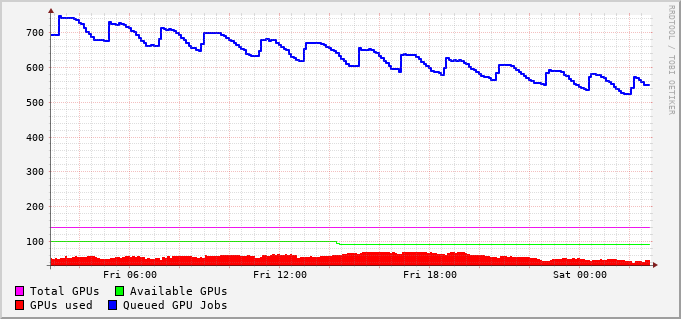 RRDTOOL / TOBI OETIKER
700
600
500
400
300
200
100
Fri 06:00 Fri 12:00 Fri 18:00 Sat 00:00
Total GPUs Available GPUs
GPUs used Queued GPU Jobs